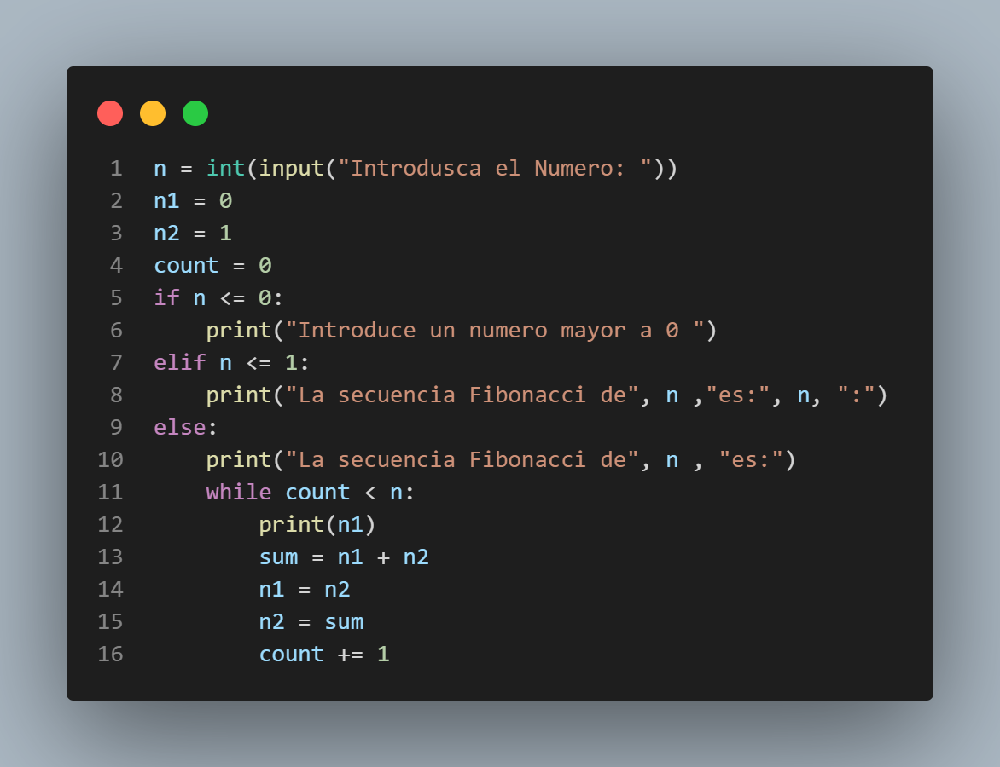 1 n = int(input("Introdusca el Numero: "))
2 n1 = 0
3 n2 = 1
4 count = 0
5 if n <= 0:
6     print("Introduce un numero mayor a 0 ")
7 elif n <= 1:
8     print("La secuencia Fibonacci de", n ,"es:", n, ":")
9 else:
10     print("La secuencia Fibonacci de", n , "es:")
11     while count < n:
12         print(n1)
13         sum = n1 + n2
14         n1 = n2
15         n2 = sum
16         count += 1